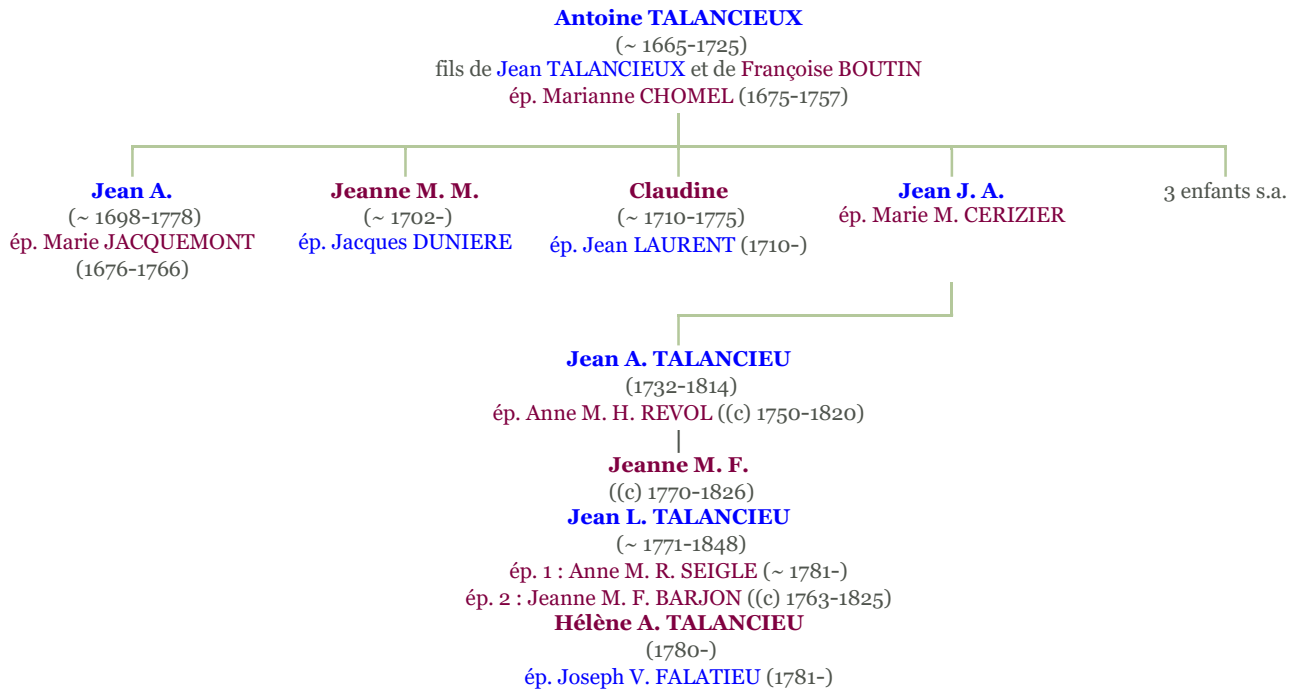 Antoine TALANCIEUX
(~ 1665-1725)
fils de Jean TALANCIEUX et de Françoise BOUTIN
ép. Marianne CHOMEL (1675-1757)
Jean A.
(~ 1698-1778)
ép. Marie JACQUEMONT
(1676-1766)
Jeanne M. M.
(~ 1702-)
ép. Jacques DUNIERE
Claudine
(~ 1710-1775)
ép. Jean LAURENT (1710-)
Jean J. A.
ép. Marie M. CERIZIER
3 enfants s.a.
Jean A. TALANCIEU
(1732-1814)
ép. Anne M. H. REVOL ((c) 1750-1820)
Jeanne M. F.
((c) 1770-1826)
Jean L. TALANCIEU
(~ 1771-1848)
ép. 1 : Anne M. R. SEIGLE (~ 1781-)
ép. 2 : Jeanne M. F. BARJON ((c) 1763-1825)
Hélène A. TALANCIEU
(1780-)
ép. Joseph V. FALATIEU (1781-)